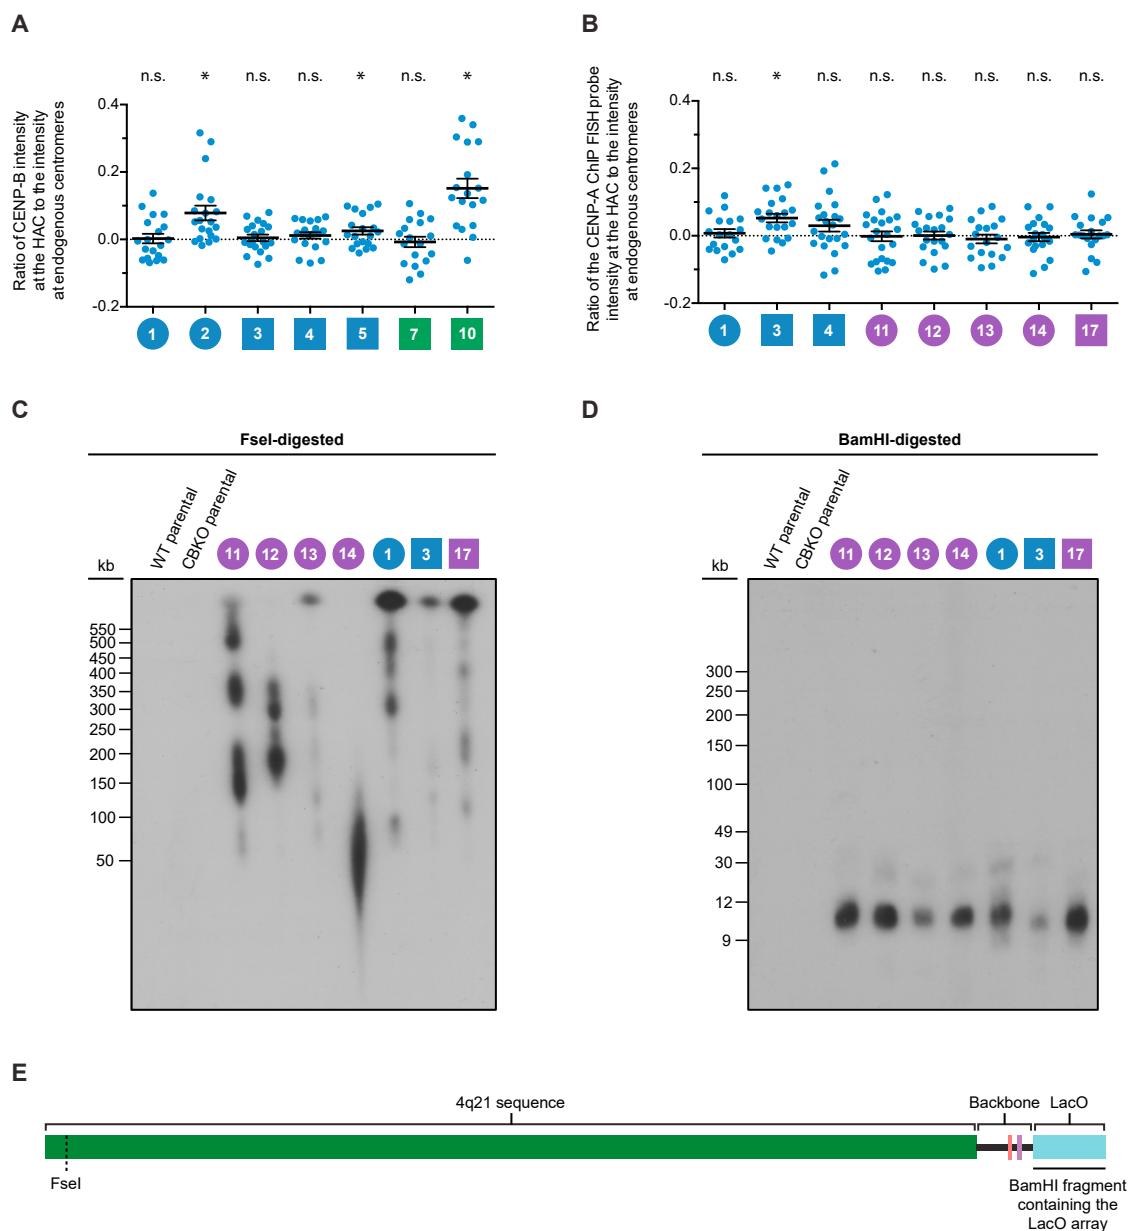 A
Ratio of CENP-B intensity
at the HAC to the intensity
at endogenous centromeres
n.s. * n.s. n.s. * n.s. *
0.4
0.2
0.0
-0.2
1 2 3 4 5 7 10
B
Ratio of the CENP-A ChIP FISH probe
intensity at the HAC to the intensity
at endogenous centromeres
n.s. * n.s. n.s. n.s. n.s. n.s. n.s.
0.4
0.2
0.0
-0.2
1 3 4 11 12 13 14 17
C
FseI-digested
WT parental
CBKO parental
11 12 13 14 1 3 17
kb
550
500
450
400
350
300
250
200
150
100
50
D
BamHI-digested
WT parental
CBKO parental
11 12 13 14 1 3 17
kb
300
250
200
150
100
49
30
12
9
E
4q21 sequence Backbone LacO
FseI
BamHI fragment
containing the
LacO array